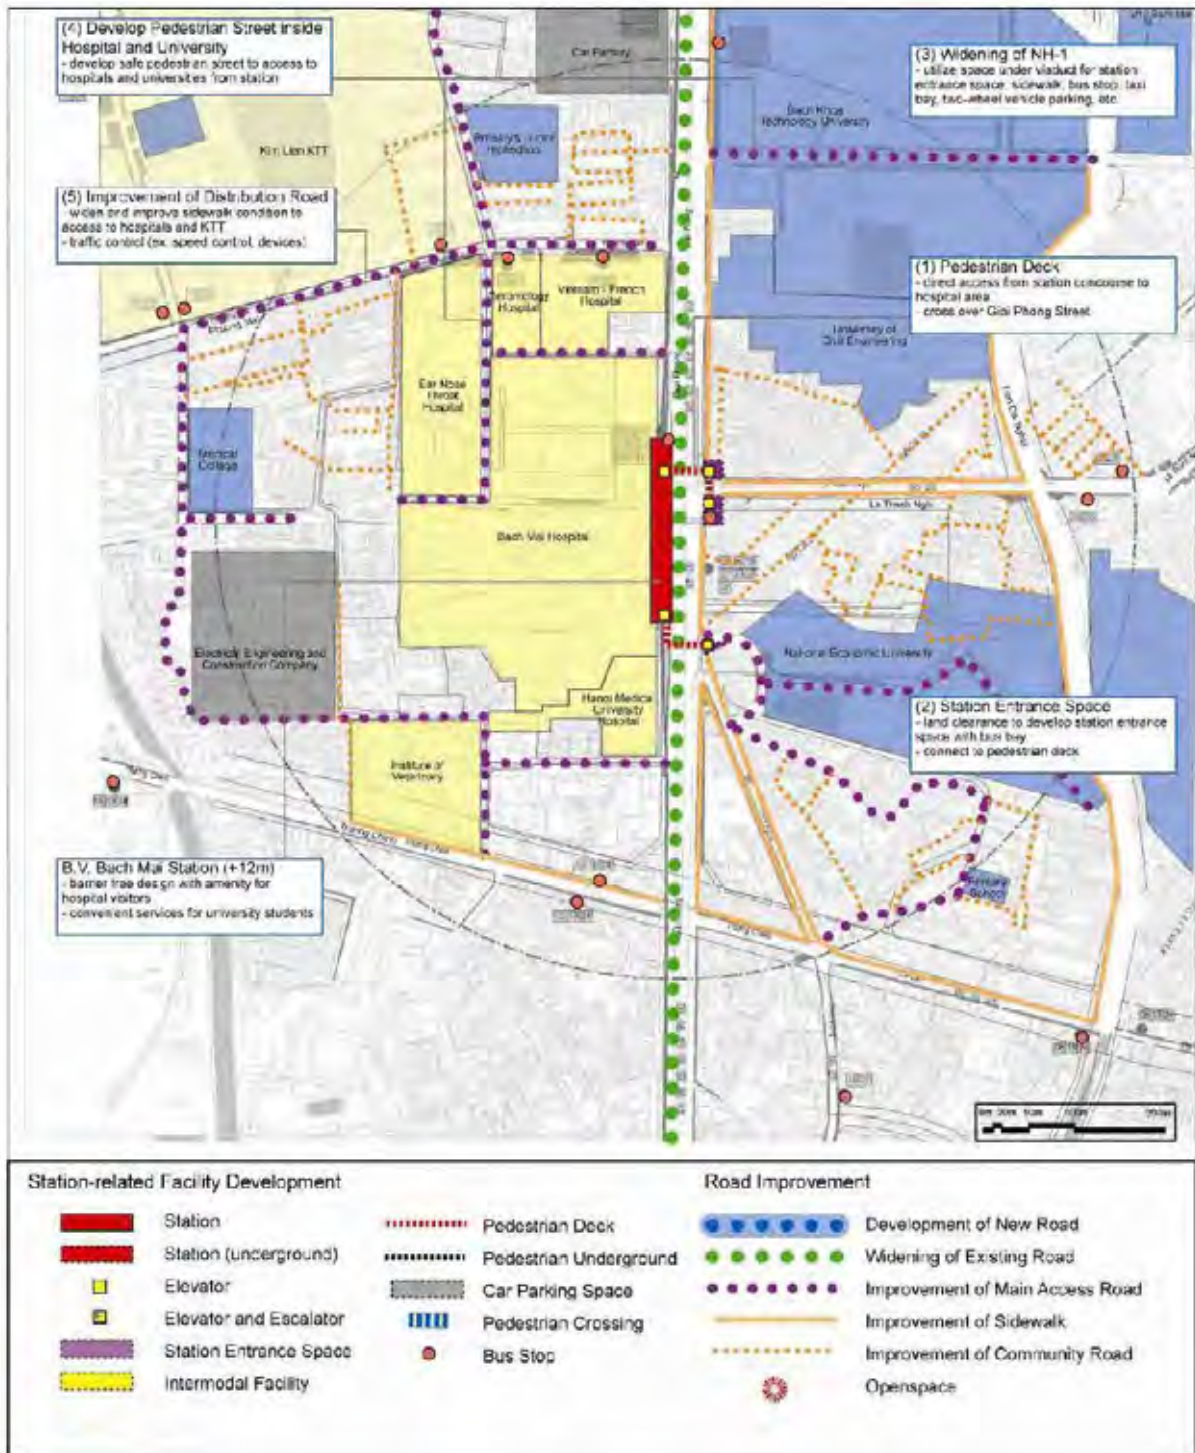 (4) Develop Pedestrian Street Inside
Hospital and University
- develop safe pedestrian street to access to
hospitals and universities from station
Car Factory
(3) Widening of NH-1
- utilize space under viaduct for station
entrance space, sidewalk, bus stop, taxi
bay, two-wheel vehicle parking, etc.
Bach Khoa
Technology University
Kim Lien KTT
(5) Improvement of Distribution Road
- widen and improve sidewalk condition to
access to hospitals and KTT
- traffic control (ex. speed control, devices)
(1) Pedestrian Deck
- direct access from station concourse to
hospital area
- cross over Giai Phong Street
Vietnam - French
Hospital
Hospital
University of
Civil Engineering
Ear Nose
Throat
Hospital
Medical
College
Bach Mai Hospital
Electricity Engineering and
Construction Company
National Economic University
Hanoi Medical
University
Hospital
(2) Station Entrance Space
- land clearance to develop station entrance
space with bus bay
- connect to pedestrian deck
Institute of
Veterinary
B.V. Bach Mai Station (+12m)
- barrier free design with amenity for
hospital visitors
- convenient services for university students
Primary
School
Station-related Facility Development
Station
Station (underground)
Elevator
Elevator and Escalator
Station Entrance Space
Intermodal Facility
Pedestrian Deck
Pedestrian Underground
Car Parking Space
Pedestrian Crossing
Bus Stop
Road Improvement
Development of New Road
Widening of Existing Road
Improvement of Main Access Road
Improvement of Sidewalk
Improvement of Community Road
Openspace